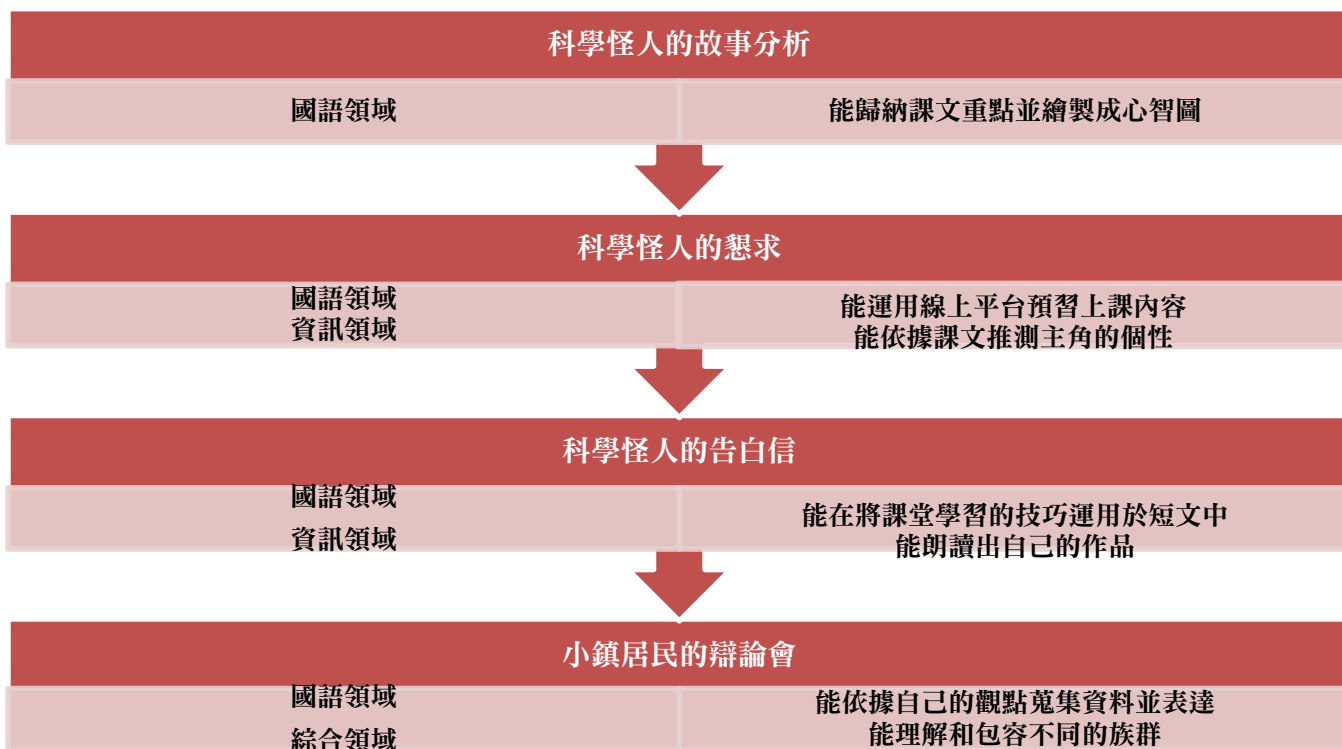 科學怪人的故事分析
國語領域
能歸納課文重點並繪製成心智圖
科學怪人的懇求
國語領域
資訊領域
能運用線上平台預習上課內容
能依據課文推測主角的個性
科學怪人的告白信
國語領域
資訊領域
能在將課堂學習的技巧運用於短文中
能朗讀出自己的作品
小鎮居民的辯論會
國語領域
綜合領域
能依據自己的觀點蒐集資料並表達
能理解和包容不同的族群